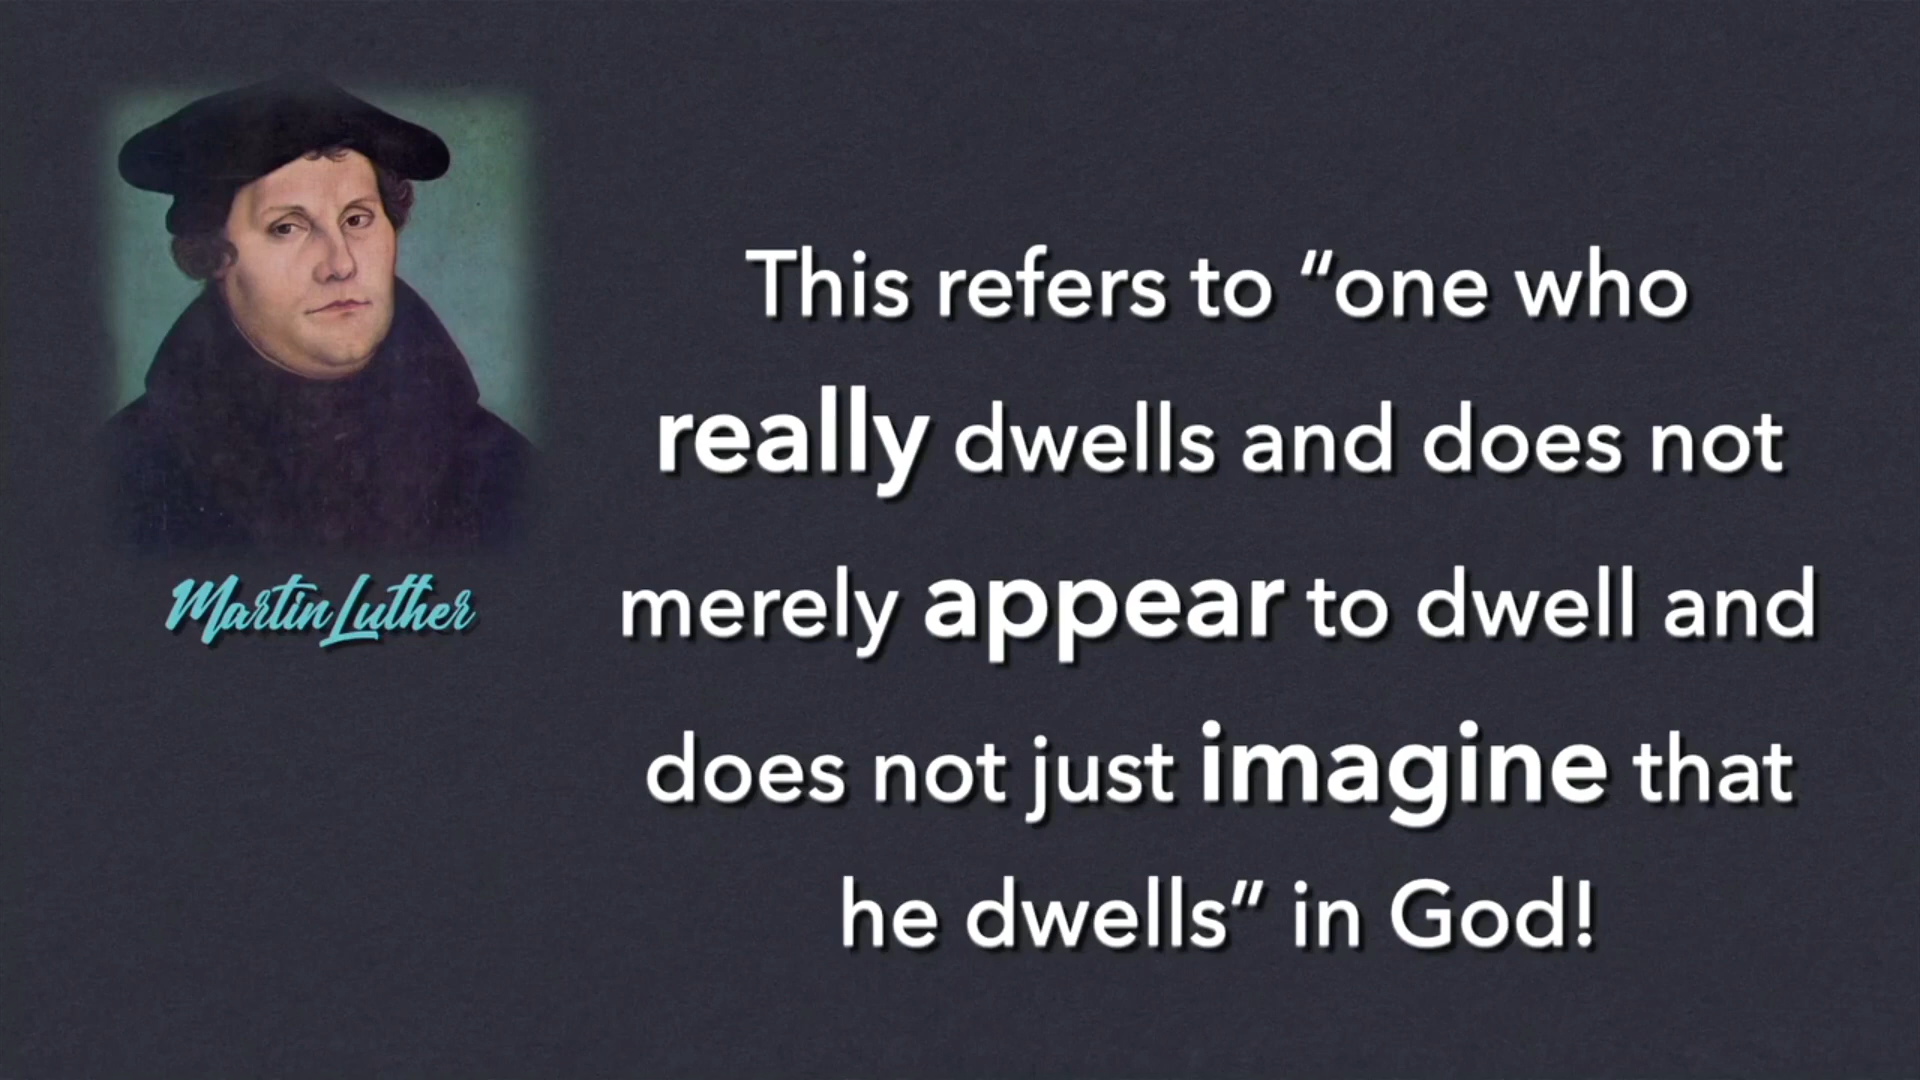 Martin Luther
This refers to "one who
really dwells and does not
merely appear to dwell and
does not just imagine that
he dwells" in God!